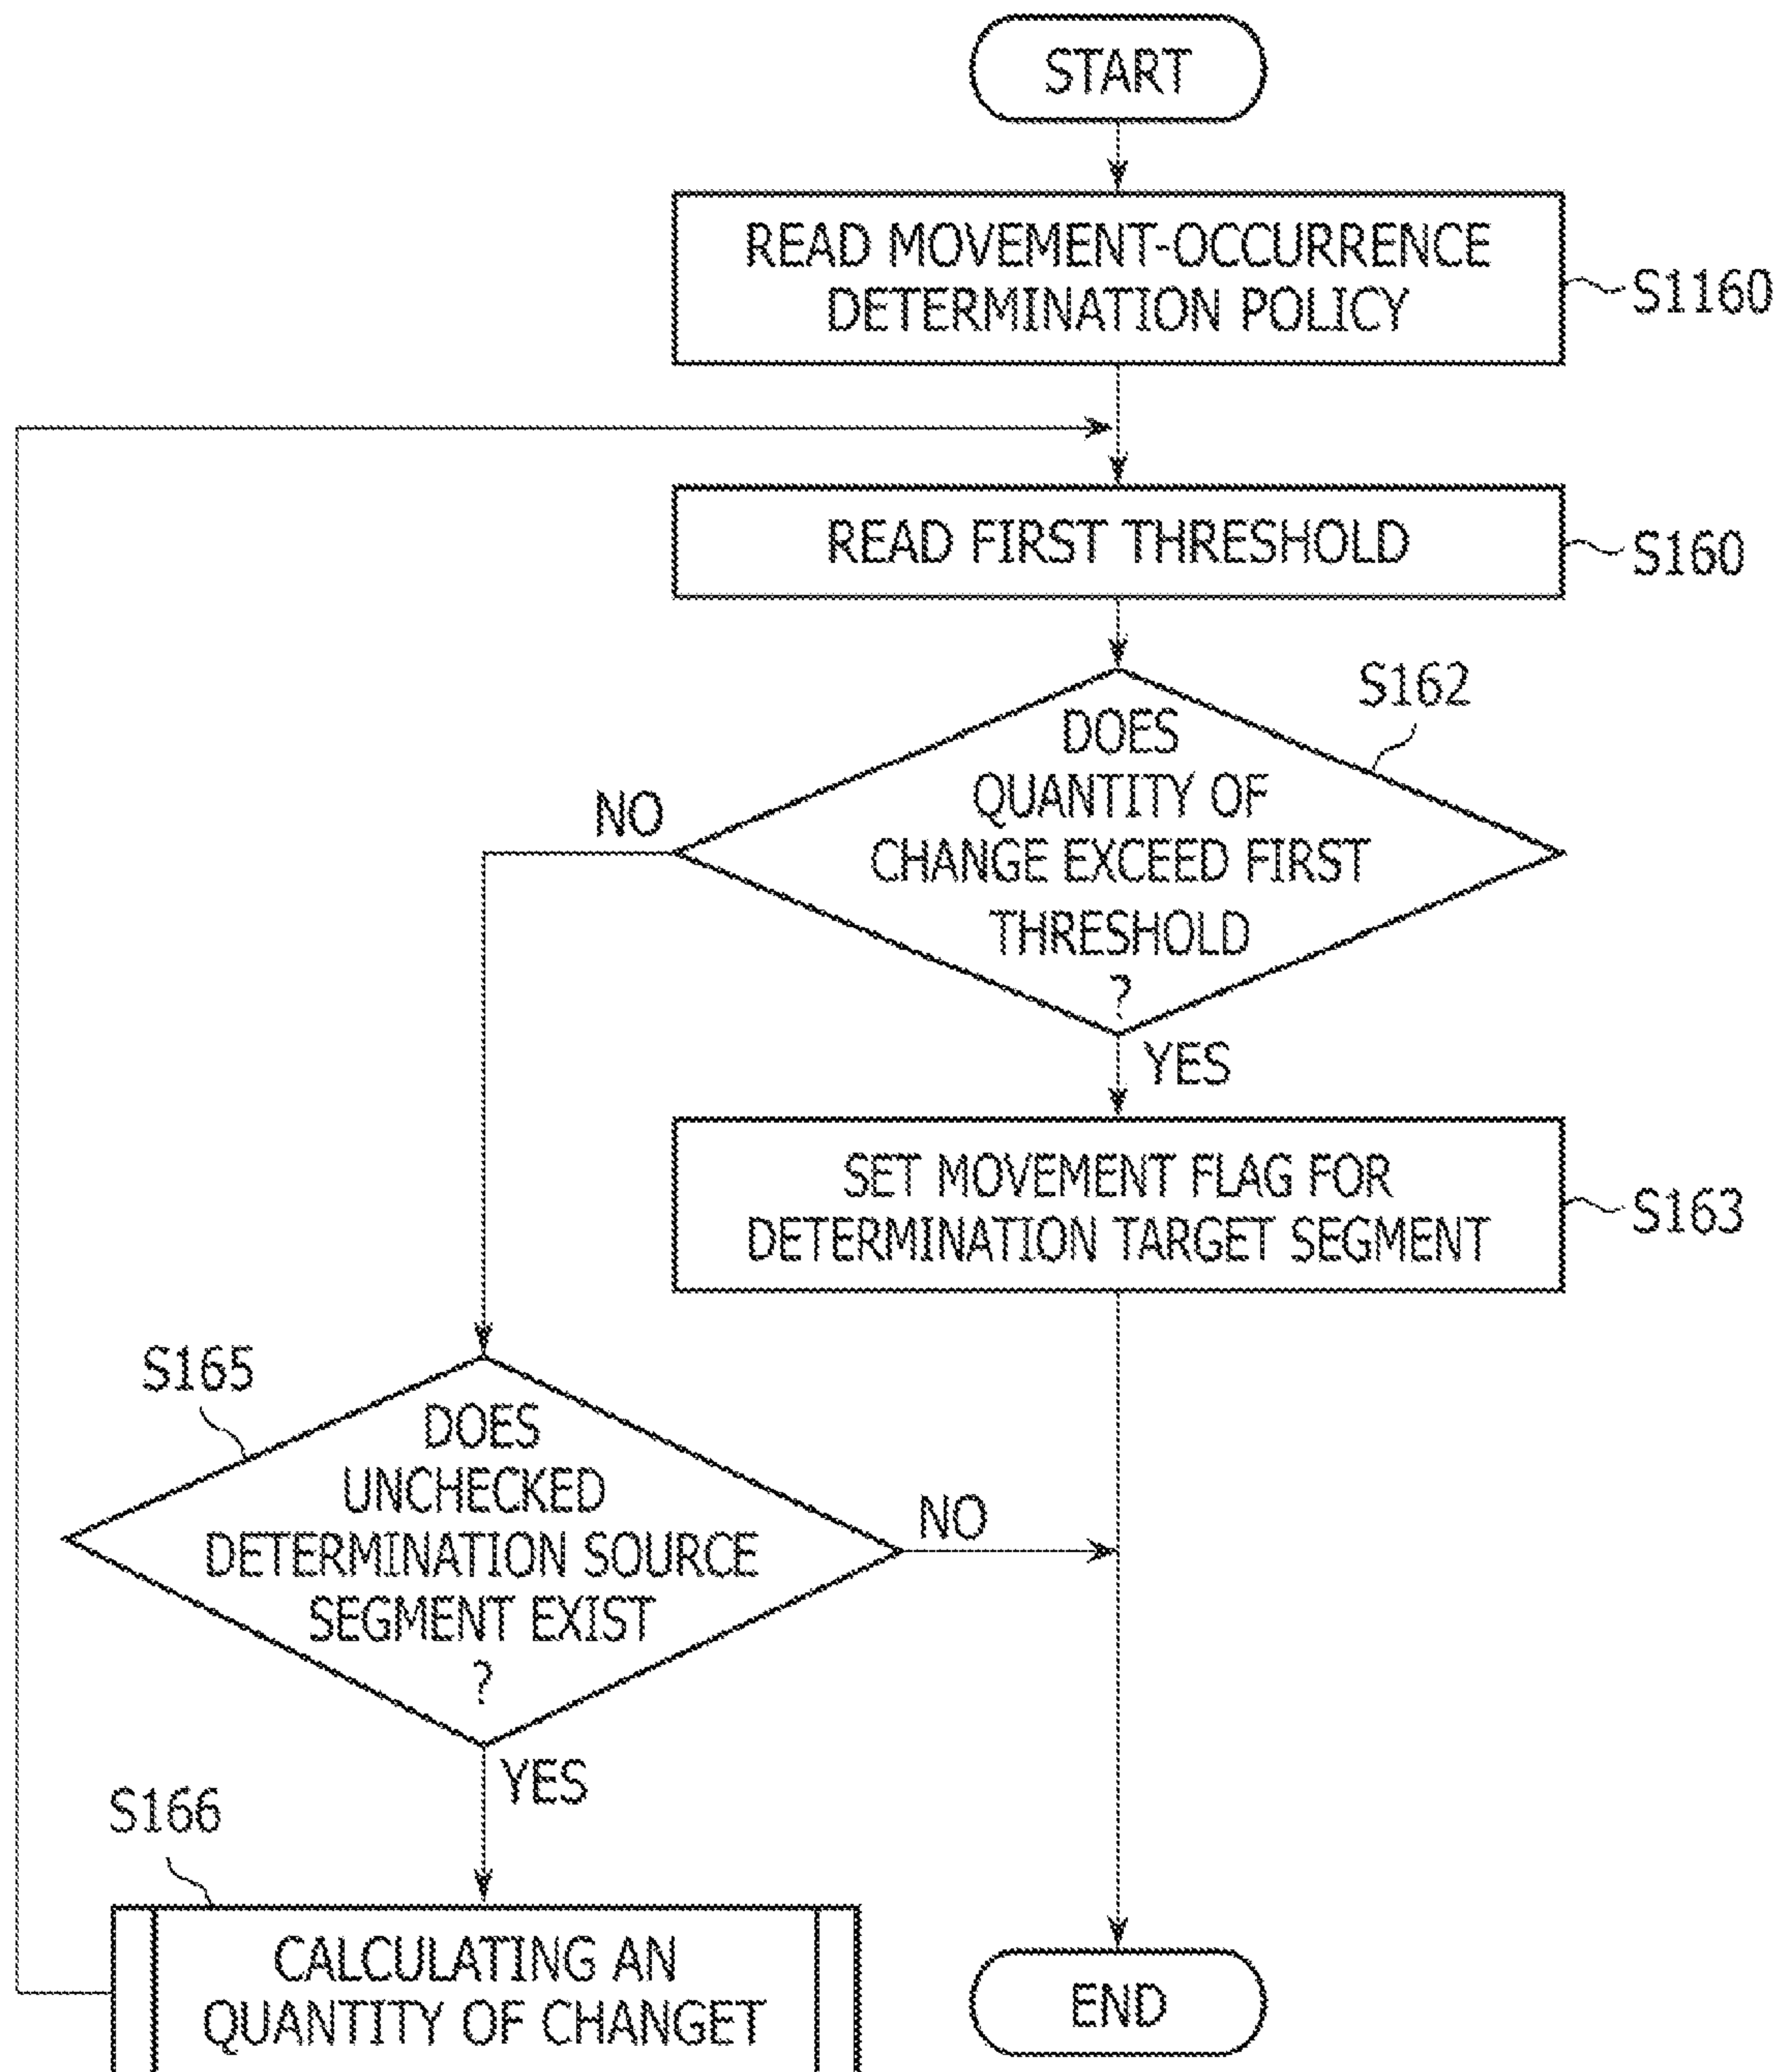 START
READ MOVEMENT-OCCURRENCE
DETERMINATION POLICY
S1160
READ FIRST THRESHOLD
S160
S162
DOES
QUANTITY OF
CHANGE EXCEED FIRST
THRESHOLD
?
NO
YES
SET MOVEMENT FLAG FOR
DETERMINATION TARGET SEGMENT
S163
S165
DOES
UNCHECKED
DETERMINATION SOURCE
SEGMENT EXIST
?
NO
YES
S166
CALCULATING AN
QUANTITY OF CHANGET
END